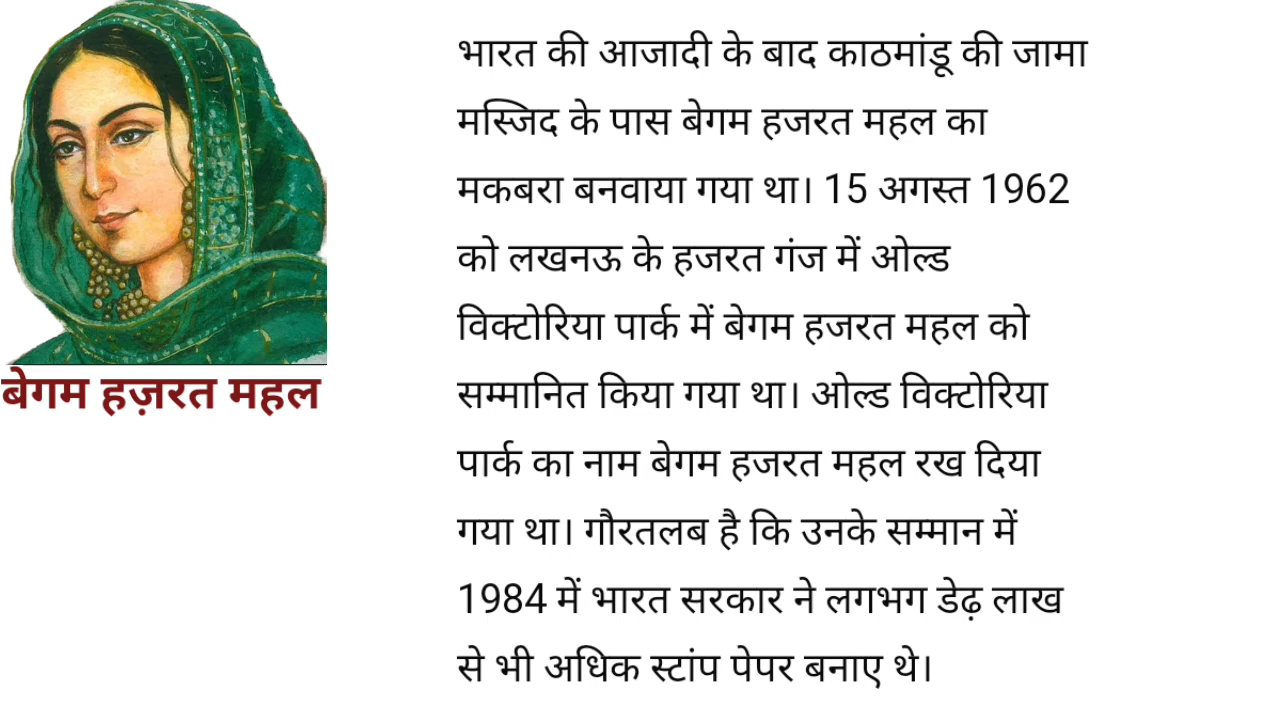 भारत की आजादी के बाद काठमांडू की जामा
मस्जिद के पास बेगम हजरत महल का
मकबरा बनवाया गया था। 15 अगस्त 1962
को लखनऊ के हजरत गंज में ओल्ड
विक्टोरिया पार्क में बेगम हजरत महल को
सम्मानित किया गया था। ओल्ड विक्टोरिया
पार्क का नाम बेगम हजरत महल रख दिया
गया था। गौरतलब है कि उनके सम्मान में
1984 में भारत सरकार ने लगभग डेढ़ लाख
से भी अधिक स्टांप पेपर बनाए थे।
बेगम हज़रत महल